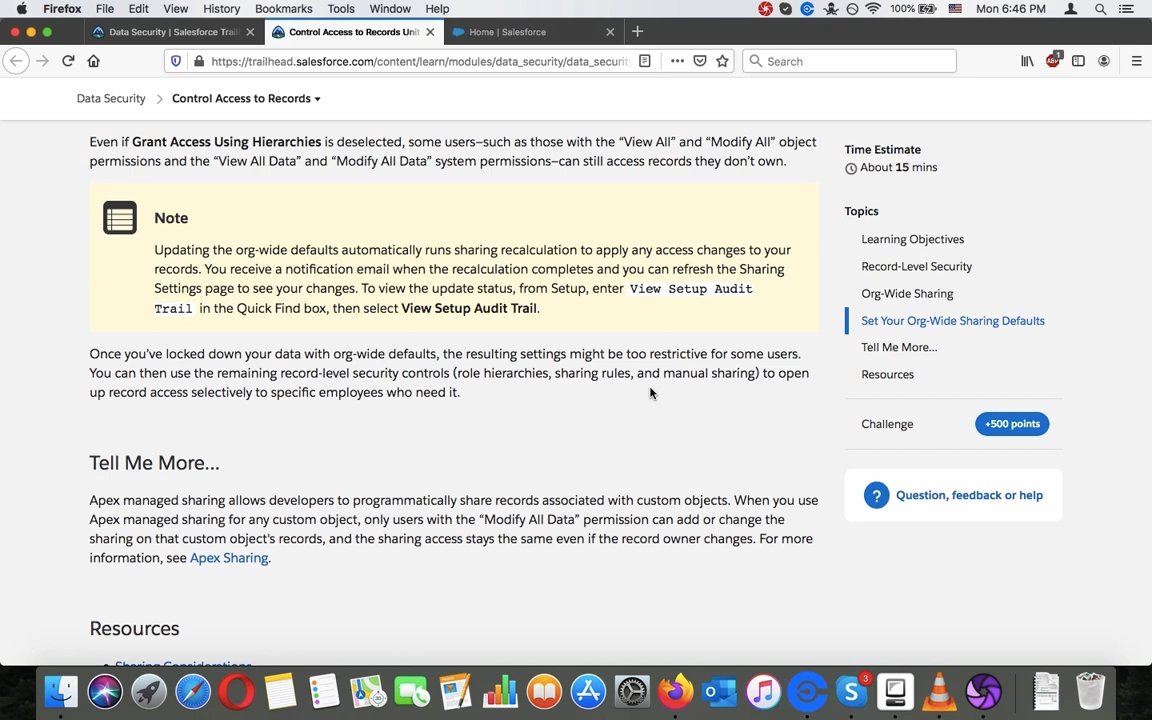 Firefox File Edit View History Bookmarks Tools Window Help 100% Mon 6:46 PM
Data Security | Salesforce Trail Control Access to Records Unit Home | Salesforce
https://trailhead.salesforce.com/content/learn/modules/data_security/data_securit Search
Data Security Control Access to Records
Even if Grant Access Using Hierarchies is deselected, some users–such as those with the “View All” and “Modify All” object
permissions and the “View All Data” and “Modify All Data” system permissions–can still access records they don’t own.
Note
Updating the org-wide defaults automatically runs sharing recalculation to apply any access changes to your
records. You receive a notification email when the recalculation completes and you can refresh the Sharing
Settings page to see your changes. To view the update status, from Setup, enter View Setup Audit
Trail in the Quick Find box, then select View Setup Audit Trail.
Once you’ve locked down your data with org-wide defaults, the resulting settings might be too restrictive for some users.
You can then use the remaining record-level security controls (role hierarchies, sharing rules, and manual sharing) to open
up record access selectively to specific employees who need it.
Tell Me More...
Apex managed sharing allows developers to programmatically share records associated with custom objects. When you use
Apex managed sharing for any custom object, only users with the “Modify All Data” permission can add or change the
sharing on that custom object's records, and the sharing access stays the same even if the record owner changes. For more
information, see Apex Sharing.
Resources
Sharing Considerations
Time Estimate
About 15 mins
Topics
Learning Objectives
Record-Level Security
Org-Wide Sharing
Set Your Org-Wide Sharing Defaults
Tell Me More...
Resources
Challenge +500 points
? Question, feedback or help
3